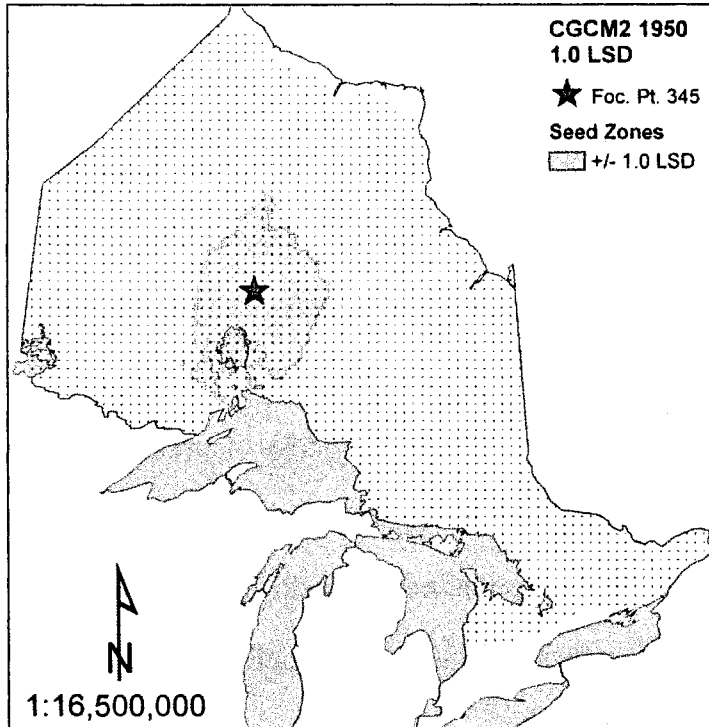 CGCM2 1950
1.0 LSD
Foc. Pt. 345
Seed Zones
+/- 1.0 LSD
N
1:16,500,000